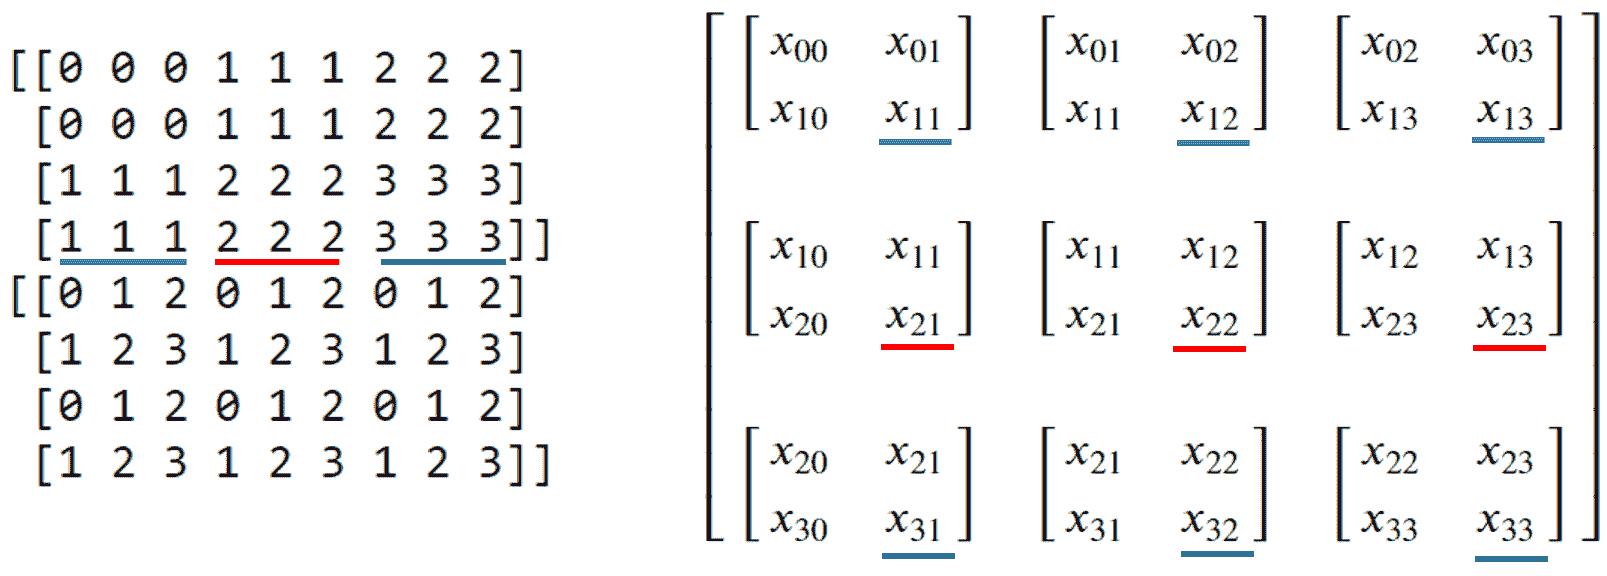 [[0 0 0 1 1 1 2 2 2]
[0 0 0 1 1 1 2 2 2]
[1 1 1 2 2 2 3 3 3]
[1 1 1 2 2 2 3 3 3]]
[[0 1 2 0 1 2 0 1 2]
[1 2 3 1 2 3 1 2 3]
[0 1 2 0 1 2 0 1 2]
[1 2 3 1 2 3 1 2 3]]
x00 x01 x01 x02 x02 x03
x10 x11 x11 x12 x13 x13
x10 x11 x11 x12 x12 x13
x20 x21 x21 x22 x23 x23
x20 x21 x21 x22 x22 x23
x30 x31 x31 x32 x33 x33